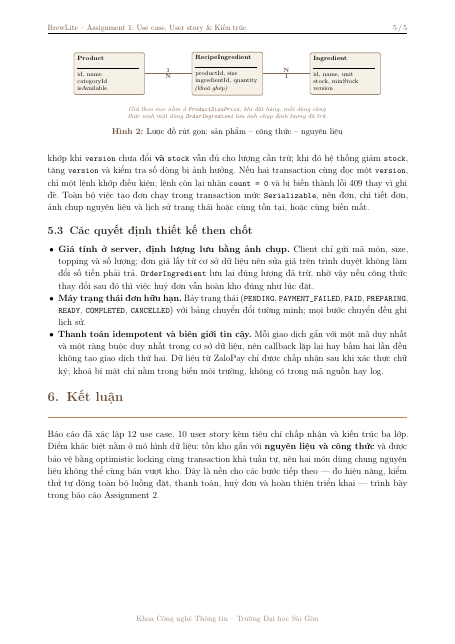 BrewLite – Assignment 1: Use case, User story & Kiến trúc 5 / 5
Product
id, name
categoryId
isAvailable
1
N
RecipeIngredient
productId, size
ingredientId, quantity
(khoá ghép)
N
1
Ingredient
id, name, unit
stock, minStock
version
Giá theo size nằm ở ProductSizePrice; khi đặt hàng, mỗi dòng công
thức sinh một dòng OrderIngredient lưu ảnh chụp định lượng đã trừ.
Hình 2: Lược đồ rút gọn: sản phẩm – công thức – nguyên liệu
khớp khi version chưa đổi và stock vẫn đủ cho lượng cần trừ; khi đó hệ thống giảm stock,
tăng version và kiểm tra số dòng bị ảnh hưởng. Nếu hai transaction cùng đọc một version,
chỉ một lệnh khớp điều kiện; lệnh còn lại nhận count = 0 và bị biến thành lỗi 409 thay vì ghi
đè. Toàn bộ việc tạo đơn chạy trong transaction mức Serializable, nên đơn, chi tiết đơn,
ảnh chụp nguyên liệu và lịch sử trạng thái hoặc cùng tồn tại, hoặc cùng biến mất.
5.3 Các quyết định thiết kế then chốt
• Giá tính ở server, định lượng lưu bằng ảnh chụp. Client chỉ gửi mã món, size,
topping và số lượng; đơn giá lấy từ cơ sở dữ liệu nên sửa giá trên trình duyệt không làm
đổi số tiền phải trả. OrderIngredient lưu lại đúng lượng đã trừ, nhờ vậy nếu công thức
thay đổi sau đó thì việc huỷ đơn vẫn hoàn kho đúng như lúc đặt.
• Máy trạng thái đơn hữu hạn. Bảng trạng thái (PENDING, PAYMENT_FAILED, PAID, PREPARING,
READY, COMPLETED, CANCELLED) với bảng chuyển đổi tường minh; mọi bước chuyển đều ghi
lịch sử.
• Thanh toán idempotent và biên giới tin cậy. Mỗi giao dịch gắn với một mã duy nhất
và một ràng buộc duy nhất trong cơ sở dữ liệu, nên callback lặp lại hay bấm hai lần đều
không tạo giao dịch thứ hai. Dữ liệu từ ZaloPay chỉ được chấp nhận sau khi xác thực chữ
ký; khoá bí mật chỉ nằm trong biến môi trường, không có trong mã nguồn hay log.
6. Kết luận
Báo cáo đã xác lập 12 use case, 10 user story kèm tiêu chí chấp nhận và kiến trúc ba lớp.
Điểm khác biệt nằm ở mô hình dữ liệu: tồn kho gắn với nguyên liệu và công thức và được
bảo vệ bằng optimistic locking cùng transaction khả tuần tự, nên hai món dùng chung nguyên
liệu không thể cùng bán vượt kho. Đây là nền cho các bước tiếp theo — đo hiệu năng, kiểm
thử tự động toàn bộ luồng đặt, thanh toán, huỷ đơn và hoàn thiện triển khai — trình bày
trong báo cáo Assignment 2.
Khoa Công nghệ Thông tin – Trường Đại học Sài Gòn